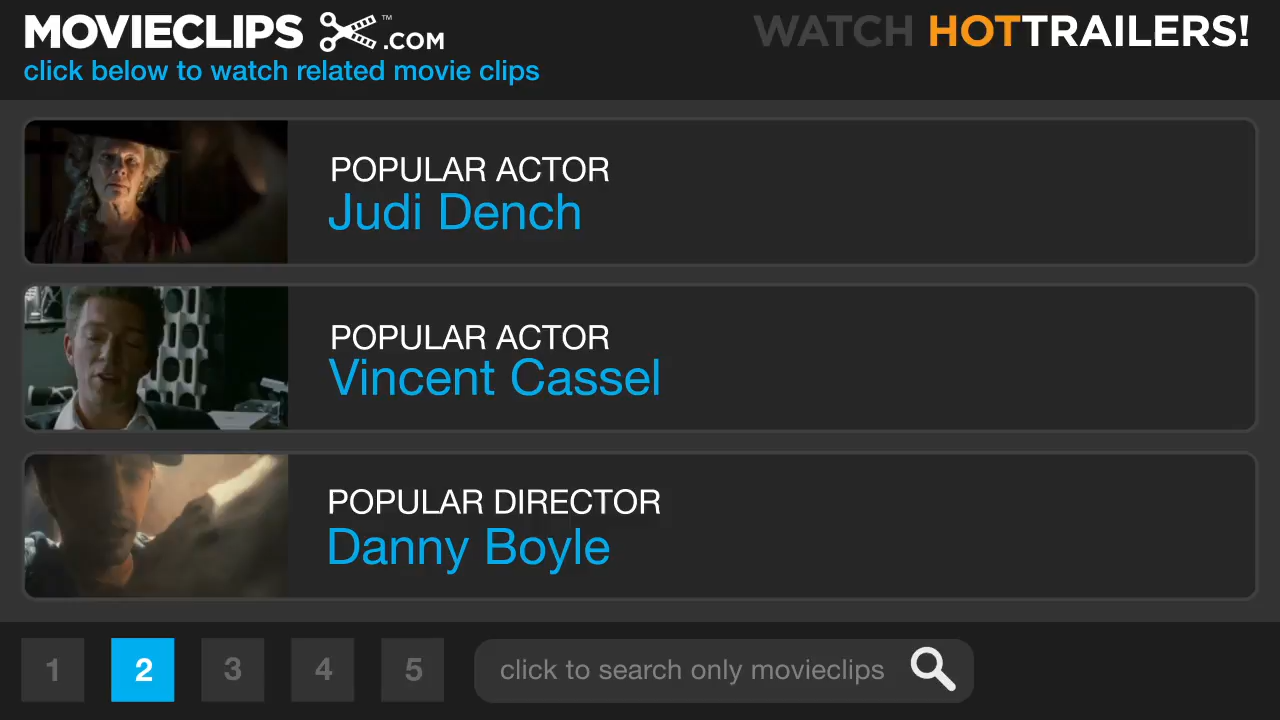 MOVIECLIPS ™.COM
WATCH HOTTRAILERS!
click below to watch related movie clips
POPULAR ACTOR
Judi Dench
POPULAR ACTOR
Vincent Cassel
POPULAR DIRECTOR
Danny Boyle
1 2 3 4 5 click to search only movieclips